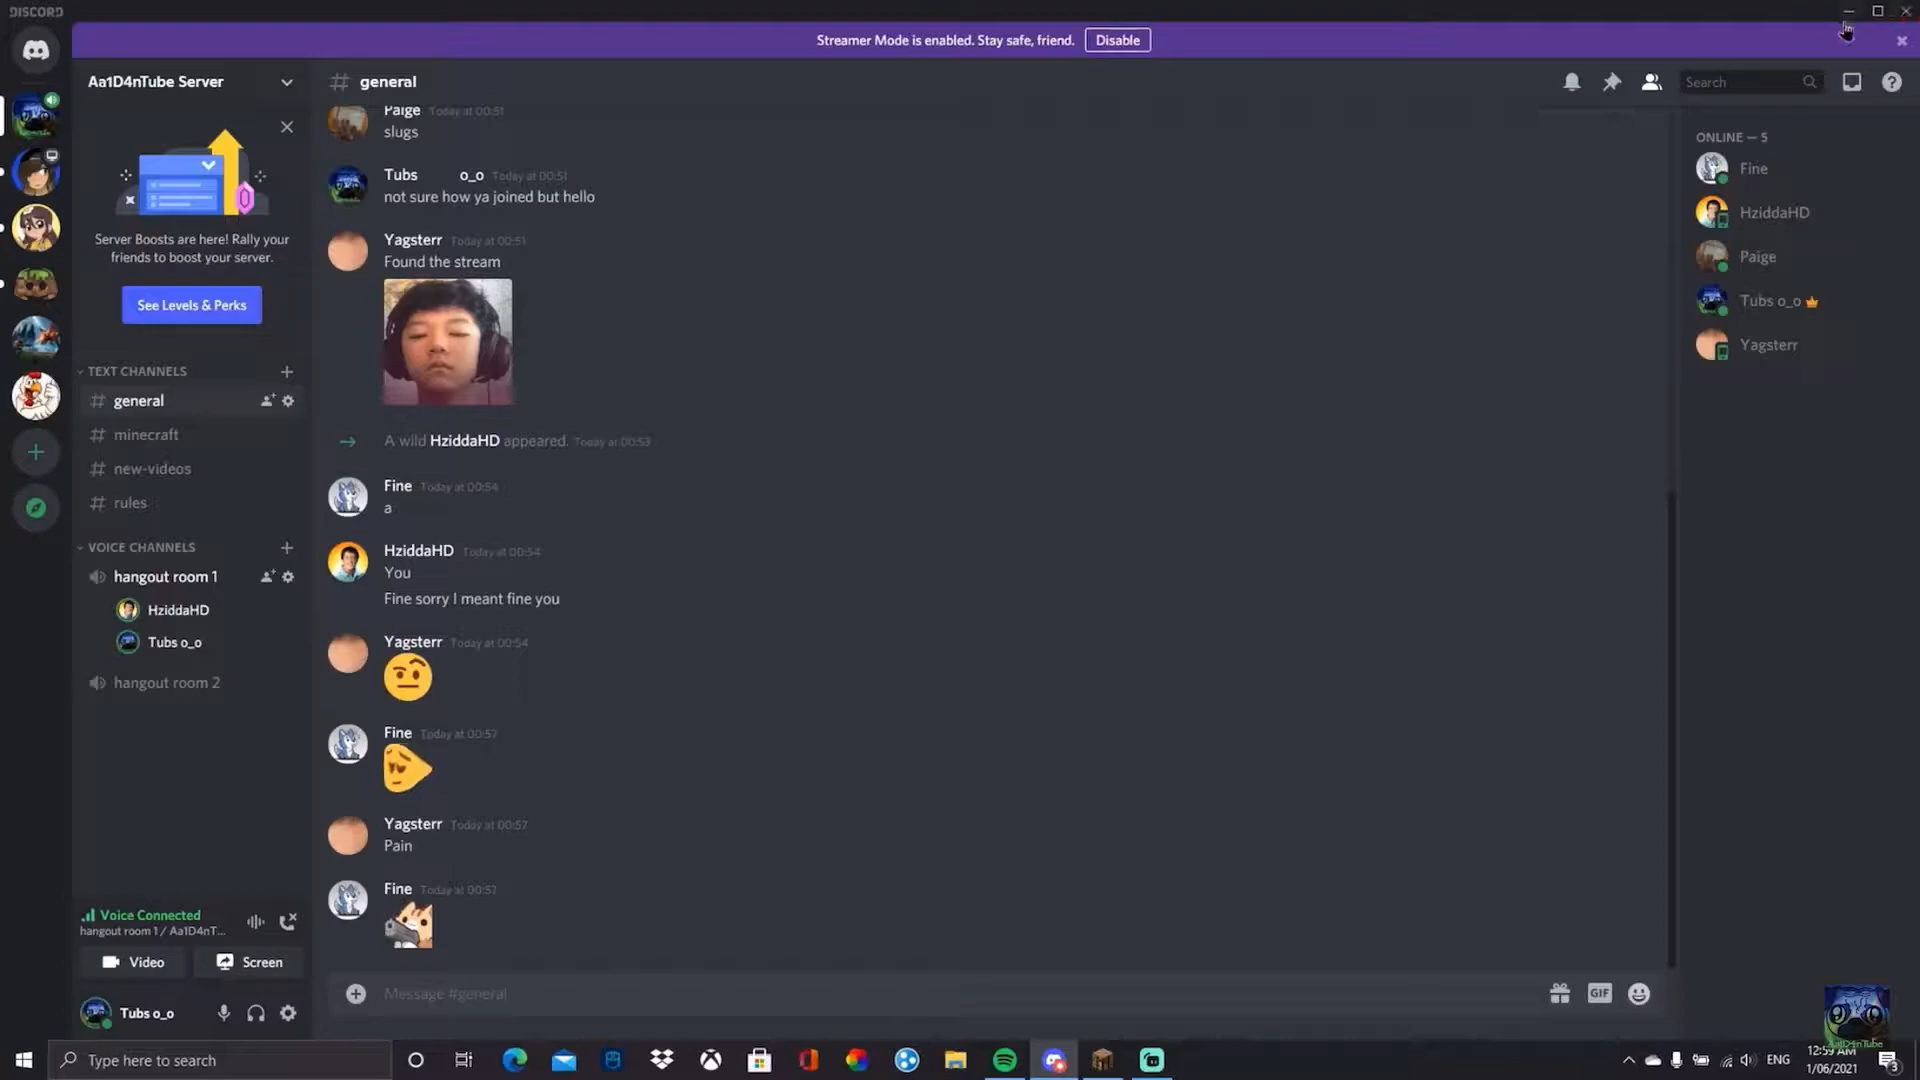 DISCORD
Streamer Mode is enabled. Stay safe, friend.
Disable
Aa1D4nTube Server
Server Boosts are here! Rally your
friends to boost your server.
See Levels & Perks
TEXT CHANNELS
general
minecraft
new-videos
rules
VOICE CHANNELS
hangout room 1
HziddaHD
Tubs o_o
hangout room 2
Voice Connected
hangout room 1 / Aa1D4nT...
Video
Screen
Tubs o_o
# general
Search
Paige Today at 00:51
slugs
Tubs o_o Today at 00:51
not sure how ya joined but hello
Yagsterr Today at 00:51
Found the stream
A wild HziddaHD appeared. Today at 00:53
Fine Today at 00:54
a
HziddaHD Today at 00:54
You
Fine sorry I meant fine you
Yagsterr Today at 00:54
Fine Today at 00:57
Yagsterr Today at 00:57
Pain
Fine Today at 00:57
Message #general
GIF
ONLINE — 5
Fine
HziddaHD
Paige
Tubs o_o
Yagsterr
Aa1D4nTube
Type here to search
ENG
12:59 AM
1/06/2021
3